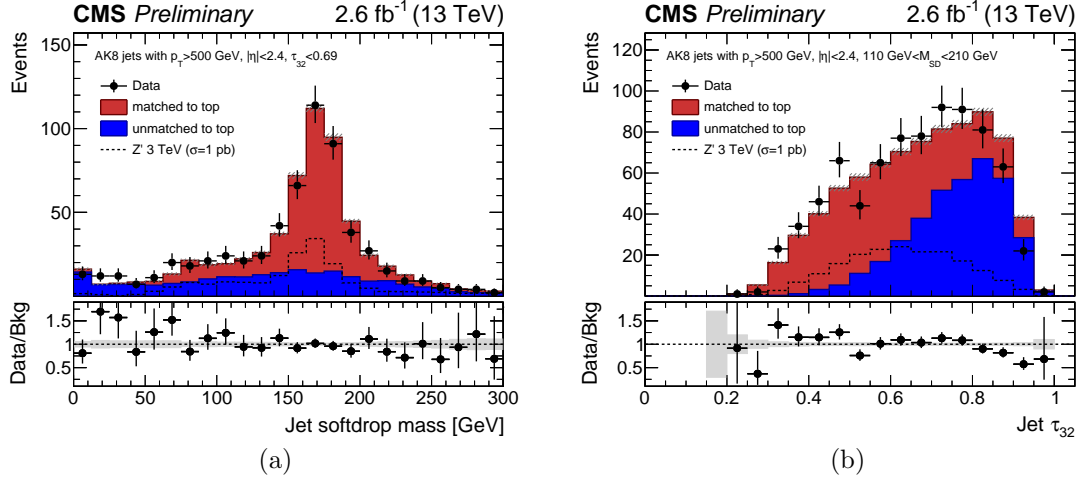 CMS Preliminary 2.6 fb⁻¹ (13 TeV)
Events
AK8 jets with p_T>500 GeV, |η|<2.4, τ₃₂<0.69
Data
matched to top
unmatched to top
Z' 3 TeV (σ=1 pb)
150
100
50
Data/Bkg
1.5
1
0.5
0 50 100 150 200 250 300
Jet softdrop mass [GeV]
(a)
CMS Preliminary 2.6 fb⁻¹ (13 TeV)
Events
AK8 jets with p_T>500 GeV, |η|<2.4, 110 GeV<M_SD<210 GeV
Data
matched to top
unmatched to top
Z' 3 TeV (σ=1 pb)
120
100
80
60
40
20
Data/Bkg
1.5
1
0.5
0 0.2 0.4 0.6 0.8 1
Jet τ₃₂
(b)